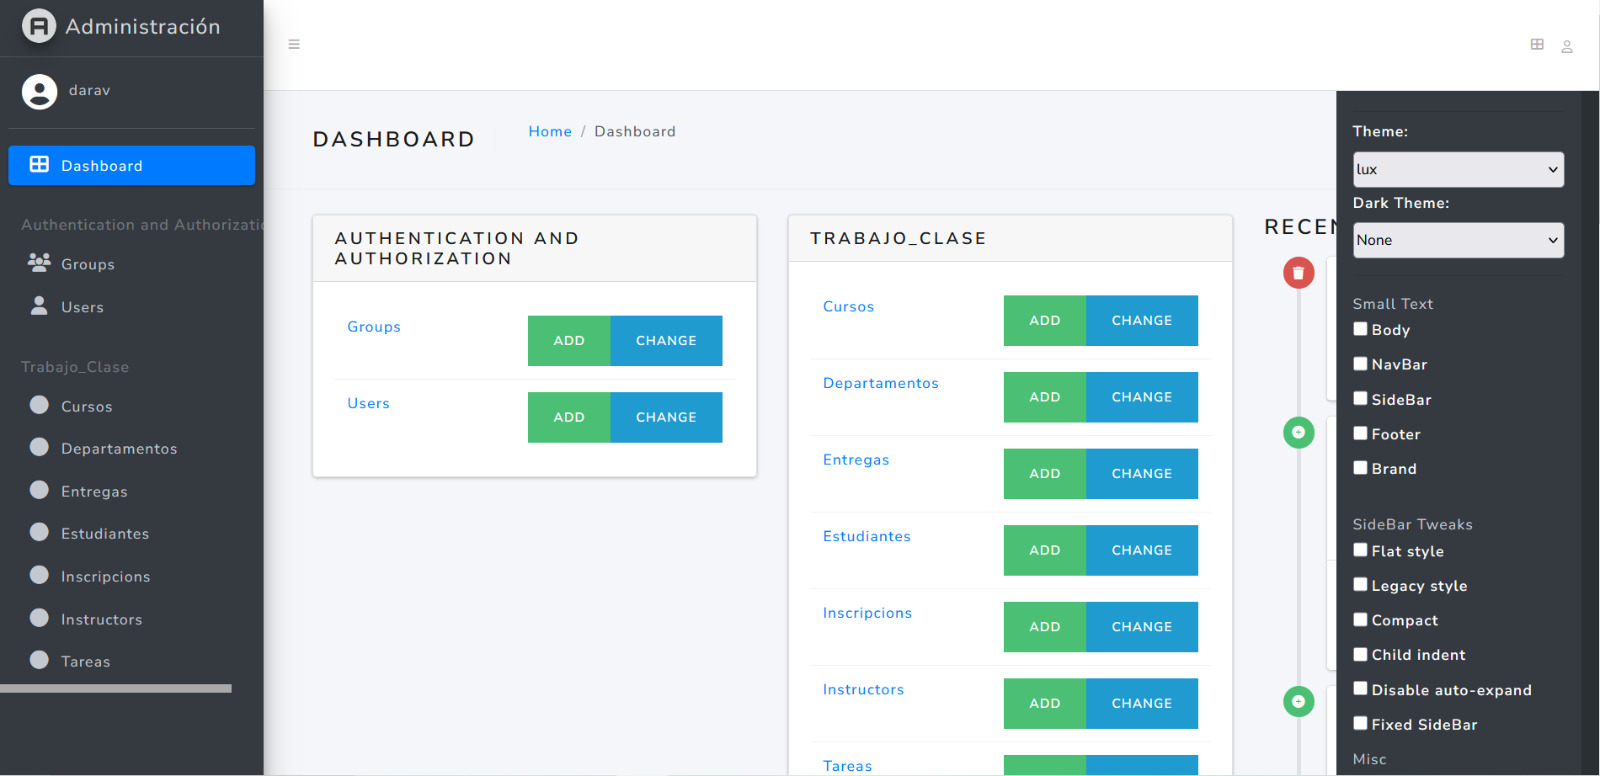 Administración
darav
Dashboard
Authentication and Authorizatio
Groups
Users
Trabajo_Clase
Cursos
Departamentos
Entregas
Estudiantes
Inscripcions
Instructors
Tareas
DASHBOARD
Home / Dashboard
AUTHENTICATION AND
AUTHORIZATION
Groups ADD CHANGE
Users ADD CHANGE
TRABAJO_CLASE
Cursos ADD CHANGE
Departamentos ADD CHANGE
Entregas ADD CHANGE
Estudiantes ADD CHANGE
Inscripcions ADD CHANGE
Instructors ADD CHANGE
Tareas
RECEN
Theme:
lux
Dark Theme:
None
Small Text
Body
NavBar
SideBar
Footer
Brand
SideBar Tweaks
Flat style
Legacy style
Compact
Child indent
Disable auto-expand
Fixed SideBar
Misc